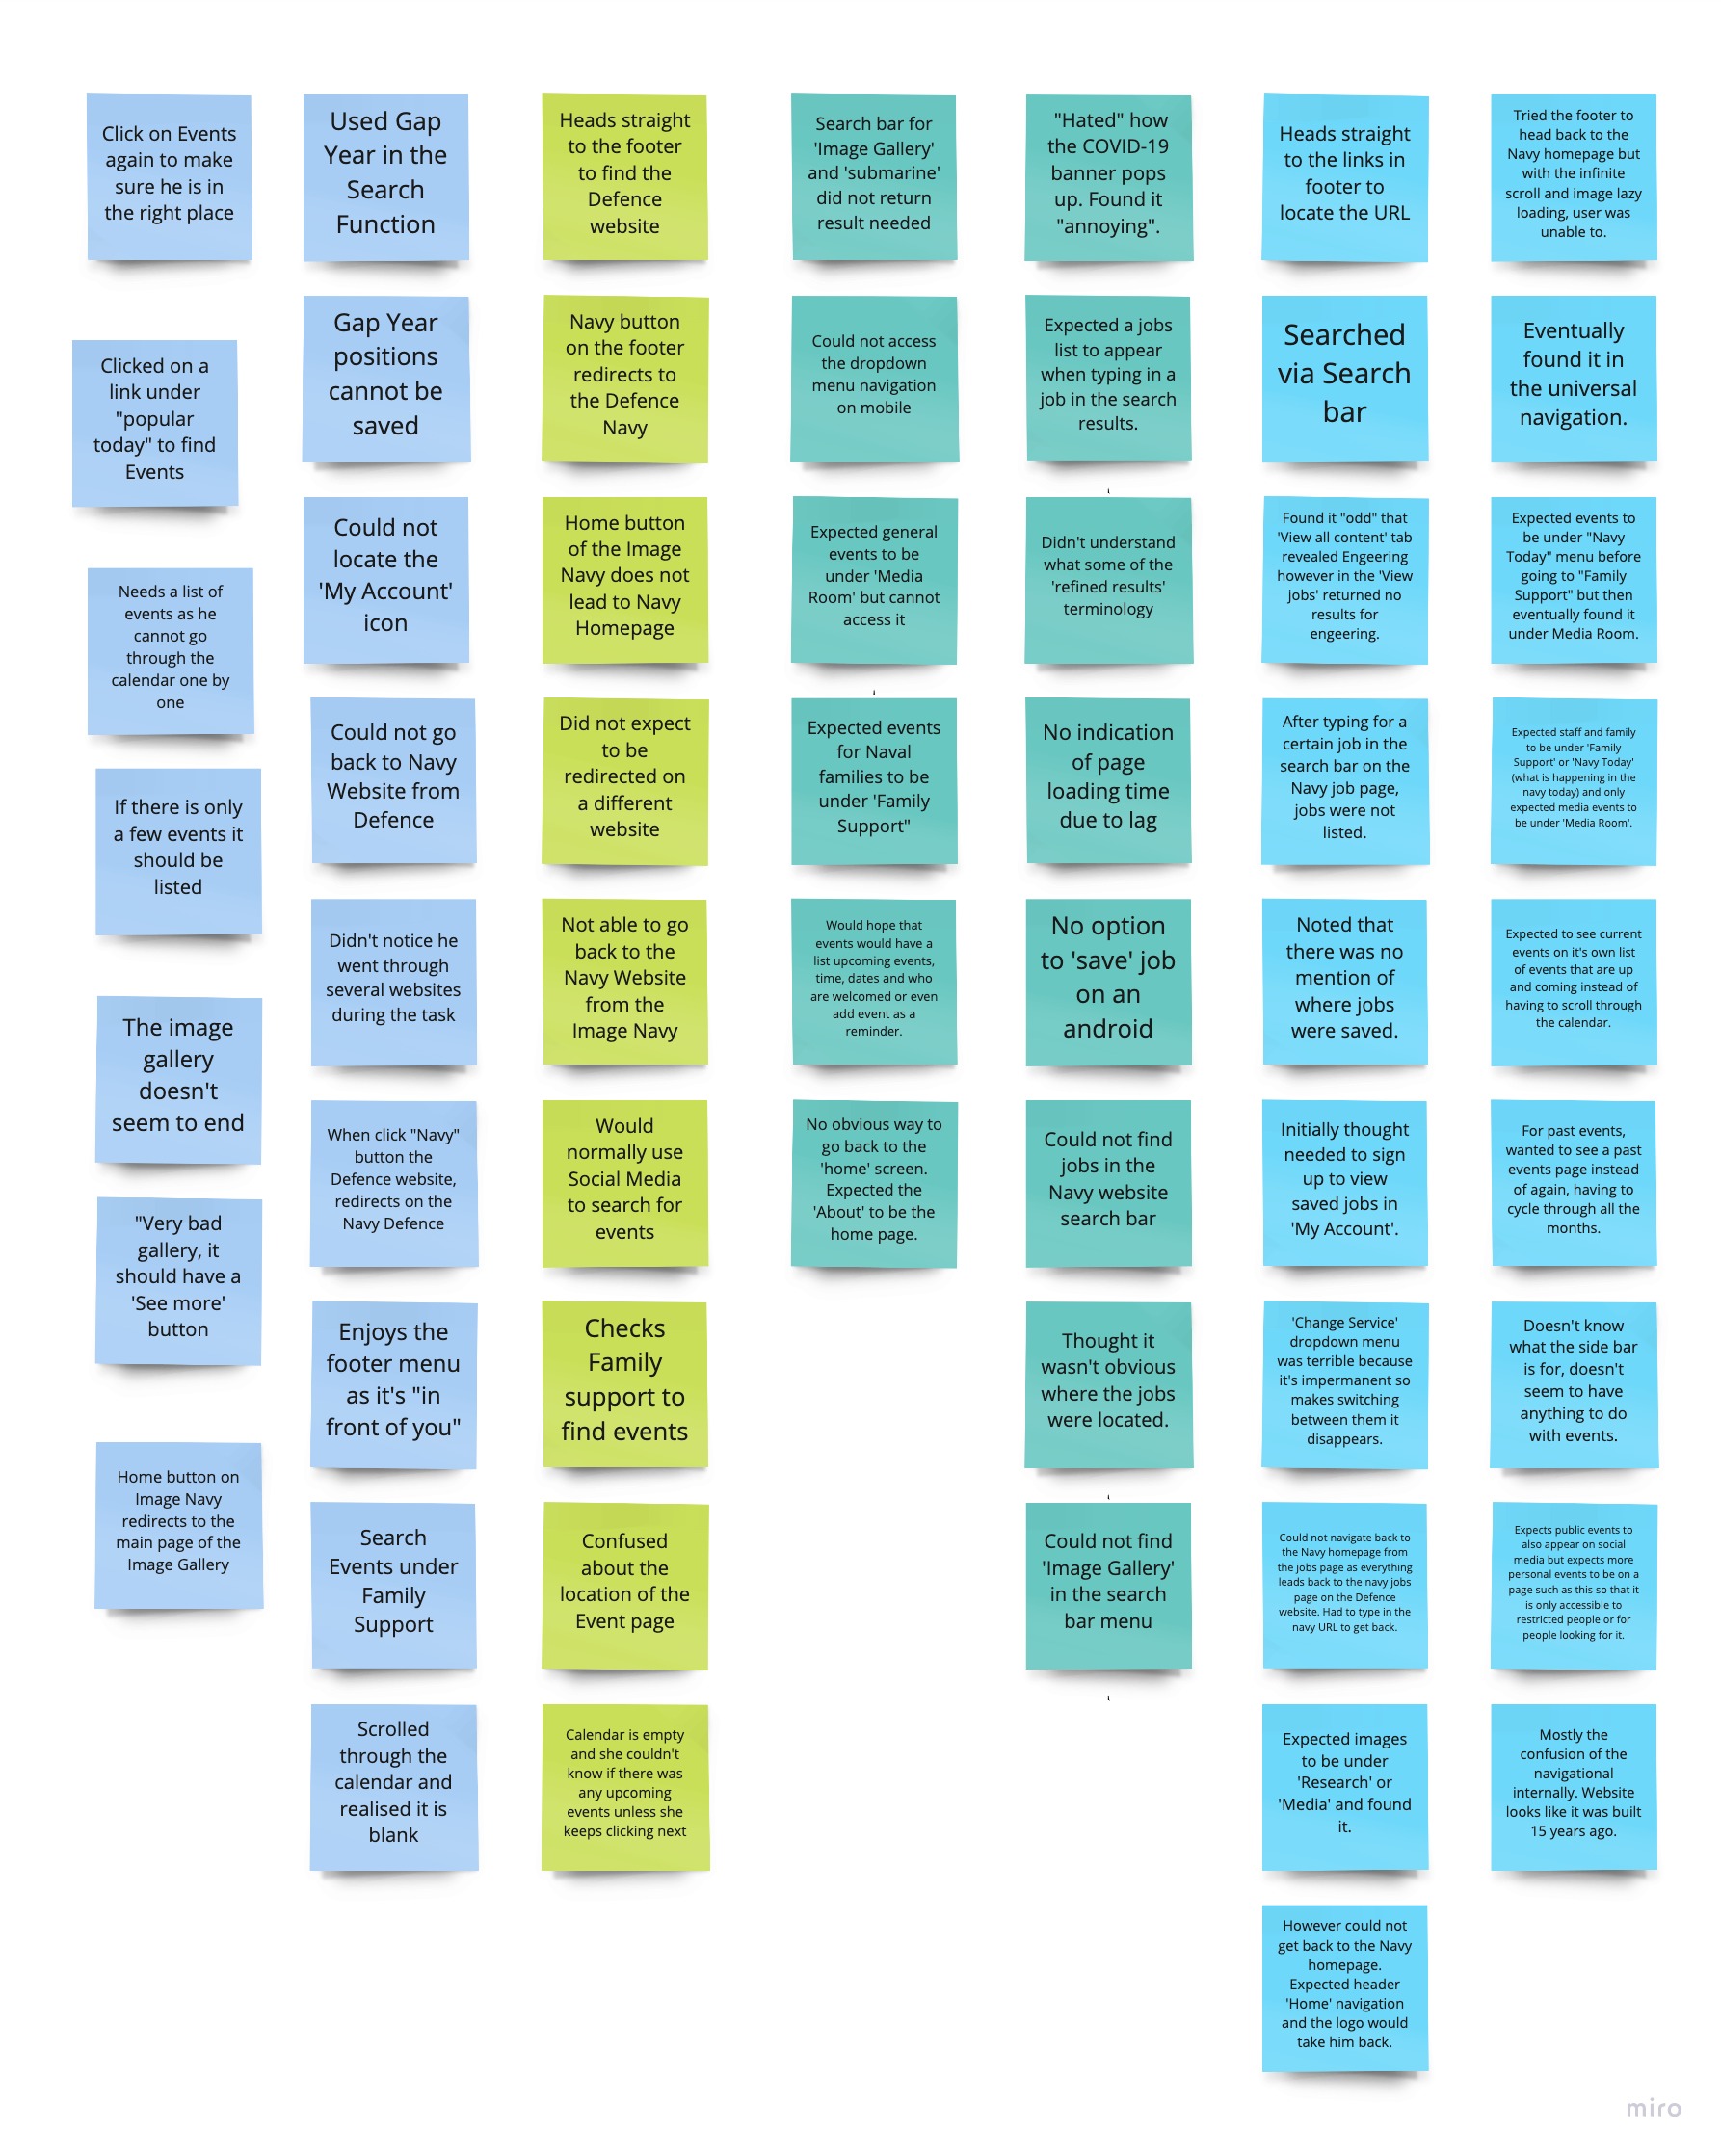 Click on Events
again to make
sure he is in
the right place
Clicked on a
link under
"popular
today" to find
Events
Needs a list of
events as he
cannot go
through the
calendar one by
one
If there is only
a few events it
should be
listed
The image
gallery
doesn't
seem to end
"Very bad
gallery, it
should have a
'See more'
button
Home button on
Image Navy
redirects to the
main page of the
Image Gallery
Used Gap
Year in the
Search
Function
Gap Year
positions
cannot be
saved
Could not
locate the
'My Account'
icon
Could not go
back to Navy
Website from
Defence
Didn't notice he
went through
several websites
during the task
When click "Navy"
button the
Defence website,
redirects on the
Navy Defence
Enjoys the
footer menu
as it's "in
front of you"
Search
Events under
Family
Support
Scrolled
through the
calendar and
realised it is
blank
Heads straight
to the footer
to find the
Defence
website
Navy button
on the footer
redirects to
the Defence
Navy
Home button
of the Image
Navy does not
lead to Navy
Homepage
Did not expect
to be
redirected on
a different
website
Not able to go
back to the
Navy Website
from the
Image Navy
Would
normally use
Social Media
to search for
events
Checks
Family
support to
find events
Confused
about the
location of the
Event page
Calendar is empty
and she couldn't
know if there was
any upcoming
events unless she
keeps clicking next
Search bar for
'Image Gallery'
and 'submarine'
did not return
result needed
Could not access
the dropdown
menu navigation
on mobile
Expected general
events to be
under 'Media
Room' but cannot
access it
Expected events
for Naval
families to be
under 'Family
Support"
Would hope that
events would have a
list upcoming events,
time, dates and who
are welcomed or even
add event as a
reminder.
No obvious way to
go back to the
'home' screen.
Expected the
'About' to be the
home page.
"Hated" how
the COVID-19
banner pops
up. Found it
"annoying".
Expected a jobs
list to appear
when typing in a
job in the search
results.
Didn't understand
what some of the
'refined results'
terminology
No indication
of page
loading time
due to lag
No option
to 'save' job
on an
android
Could not find
jobs in the
Navy website
search bar
Thought it
wasn't obvious
where the jobs
were located.
Could not find
'Image Gallery'
in the search
bar menu
Heads straight
to the links in
footer to
locate the URL
Searched
via Search
bar
Found it "odd" that
'View all content' tab
revealed Engeering
however in the 'View
jobs' returned no
results for
engeering.
After typing for a
certain job in the
search bar on the
Navy job page,
jobs were not
listed.
Noted that
there was no
mention of
where jobs
were saved.
Initially thought
needed to sign
up to view
saved jobs in
'My Account'.
'Change Service'
dropdown menu
was terrible because
it's impermanent so
makes switching
between them it
disappears.
Could not navigate back to
the Navy homepage from
the jobs page as everything
leads back to the navy jobs
page on the Defence
website. Had to type in the
navy URL to get back.
Expected images
to be under
'Research' or
'Media' and found
it.
However could not
get back to the Navy
homepage.
Expected header
'Home' navigation
and the logo would
take him back.
Tried the footer to
head back to the
Navy homepage but
with the infinite
scroll and image lazy
loading, user was
unable to.
Eventually
found it in
the universal
navigation.
Expected events to
be under "Navy
Today" menu before
going to "Family
Support" but then
eventually found it
under Media Room.
Expected staff and family
to be under 'Family
Support' or 'Navy Today'
(what is happening in the
navy today) and only
expected media events to
be under 'Media Room'.
Expected to see current
events on it's own list
of events that are up
and coming instead of
having to scroll through
the calendar.
For past events,
wanted to see a past
events page instead
of again, having to
cycle through all the
months.
Doesn't know
what the side bar
is for, doesn't
seem to have
anything to do
with events.
Expects public events to
also appear on social
media but expects more
personal events to be on a
page such as this so that it
is only accessible to
restricted people or for
people looking for it.
Mostly the
confusion of the
navigational
internally. Website
looks like it was built
15 years ago.
miro